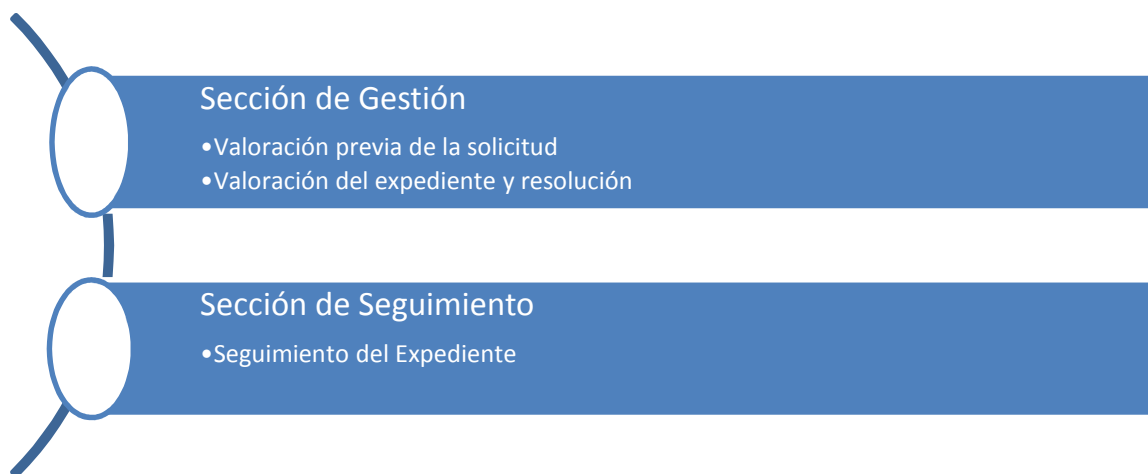 Sección de Gestión
•Valoración previa de la solicitud
•Valoración del expediente y resolución
Sección de Seguimiento
•Seguimiento del Expediente